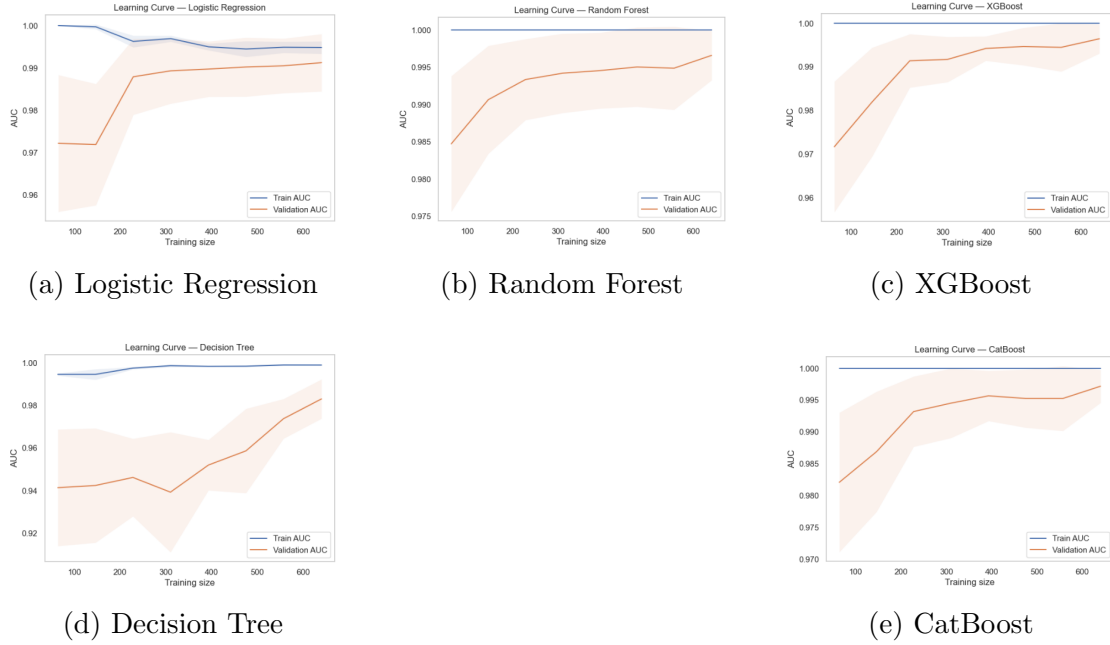 Learning Curve — Logistic Regression
1.00
0.99
0.98
0.97
0.96
AUC
Train AUC
Validation AUC
100 200 300 400 500 600
Training size
(a) Logistic Regression
Learning Curve — Random Forest
1.000
0.995
0.990
0.985
0.980
0.975
AUC
Train AUC
Validation AUC
100 200 300 400 500 600
Training size
(b) Random Forest
Learning Curve — XGBoost
1.00
0.99
0.98
0.97
0.96
AUC
Train AUC
Validation AUC
100 200 300 400 500 600
Training size
(c) XGBoost
Learning Curve — Decision Tree
1.00
0.98
0.96
0.94
0.92
AUC
Train AUC
Validation AUC
100 200 300 400 500 600
Training size
(d) Decision Tree
Learning Curve — CatBoost
1.000
0.995
0.990
0.985
0.980
0.975
0.970
AUC
Train AUC
Validation AUC
100 200 300 400 500 600
Training size
(e) CatBoost